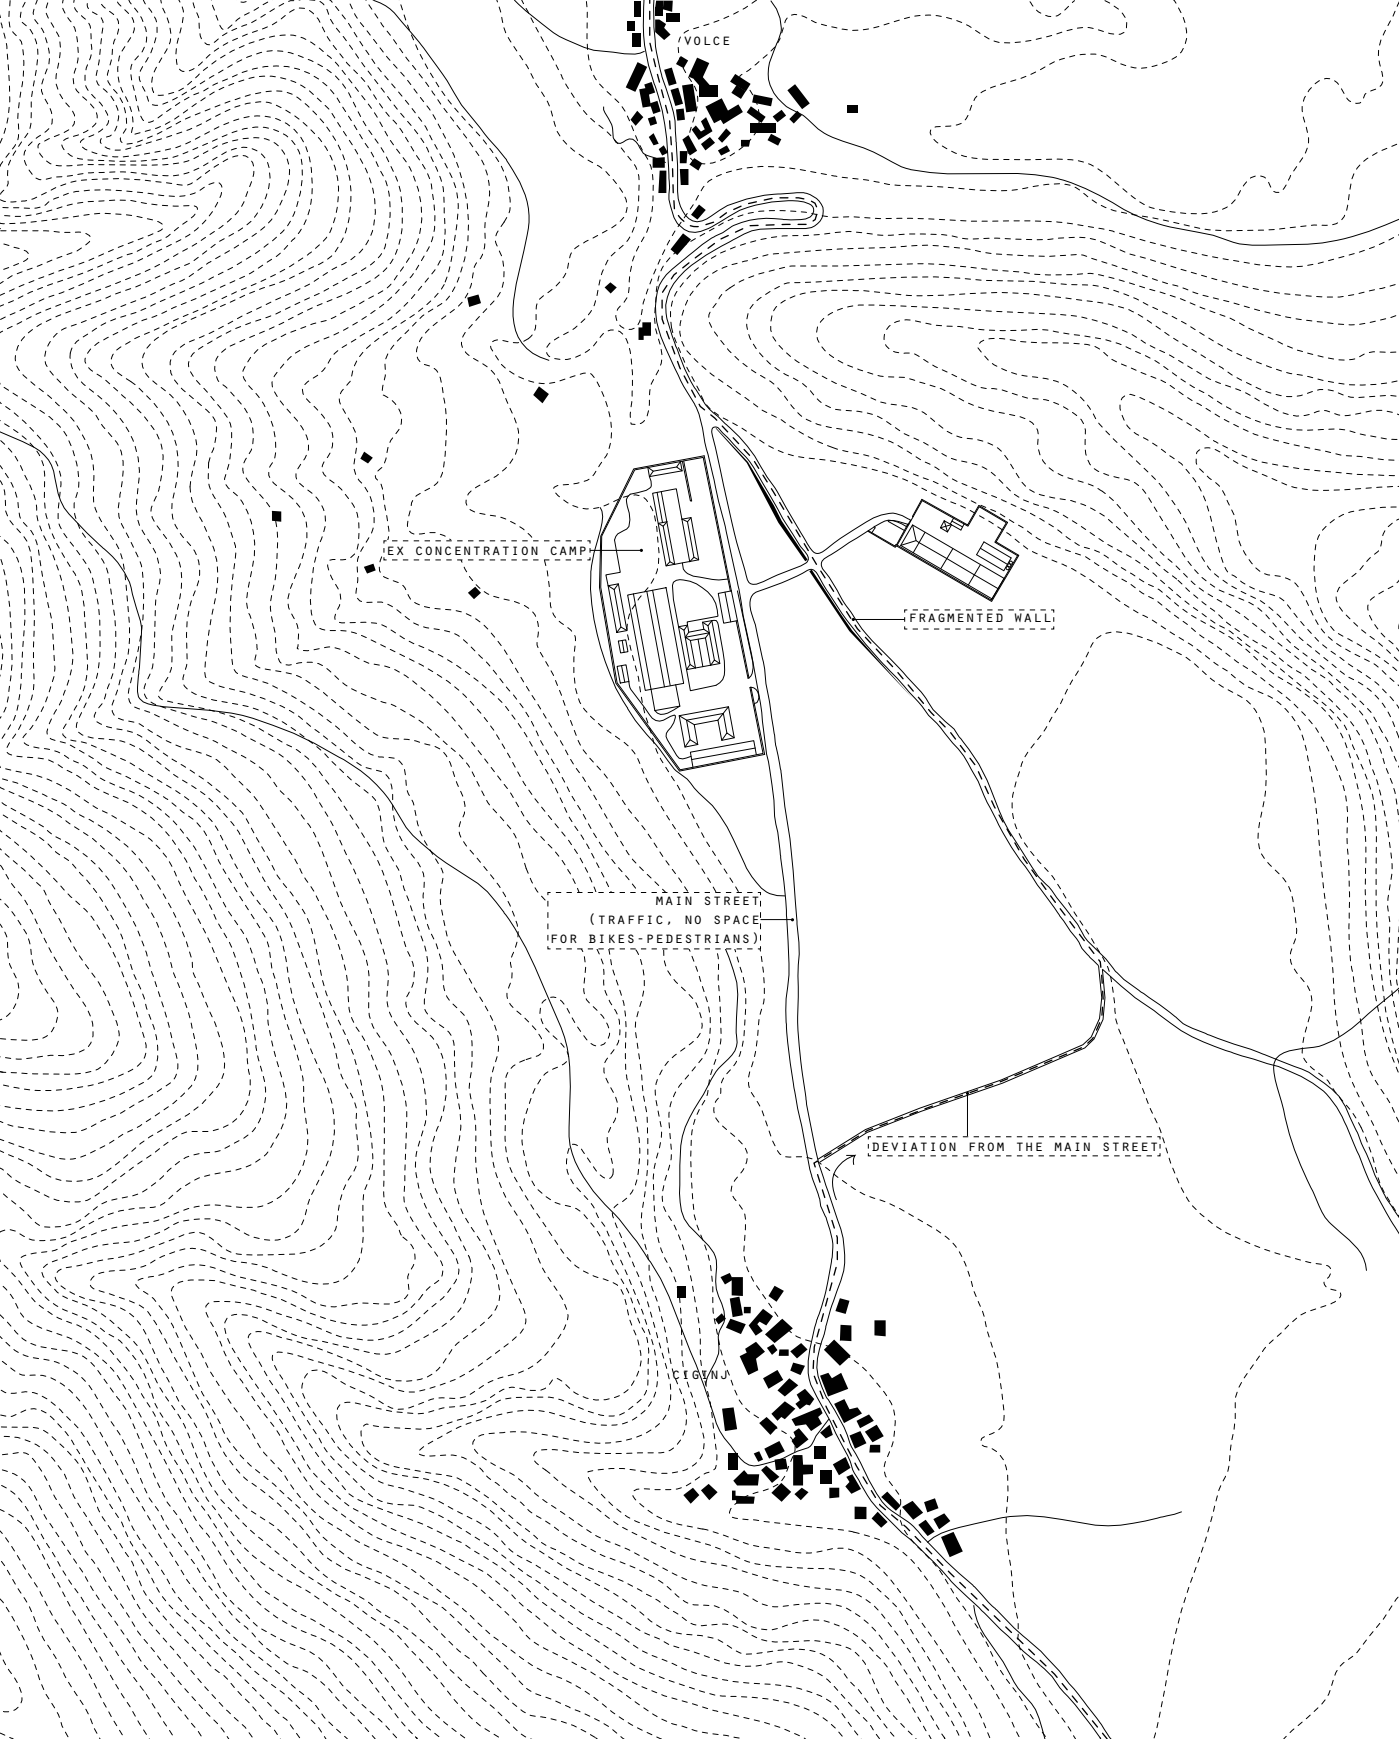 VOLCE
EX CONCENTRATION CAMP
FRAGMENTED WALL
MAIN STREET
(TRAFFIC, NO SPACE
FOR BIKES-PEDESTRIANS)
DEVIATION FROM THE MAIN STREET
CIGINJ